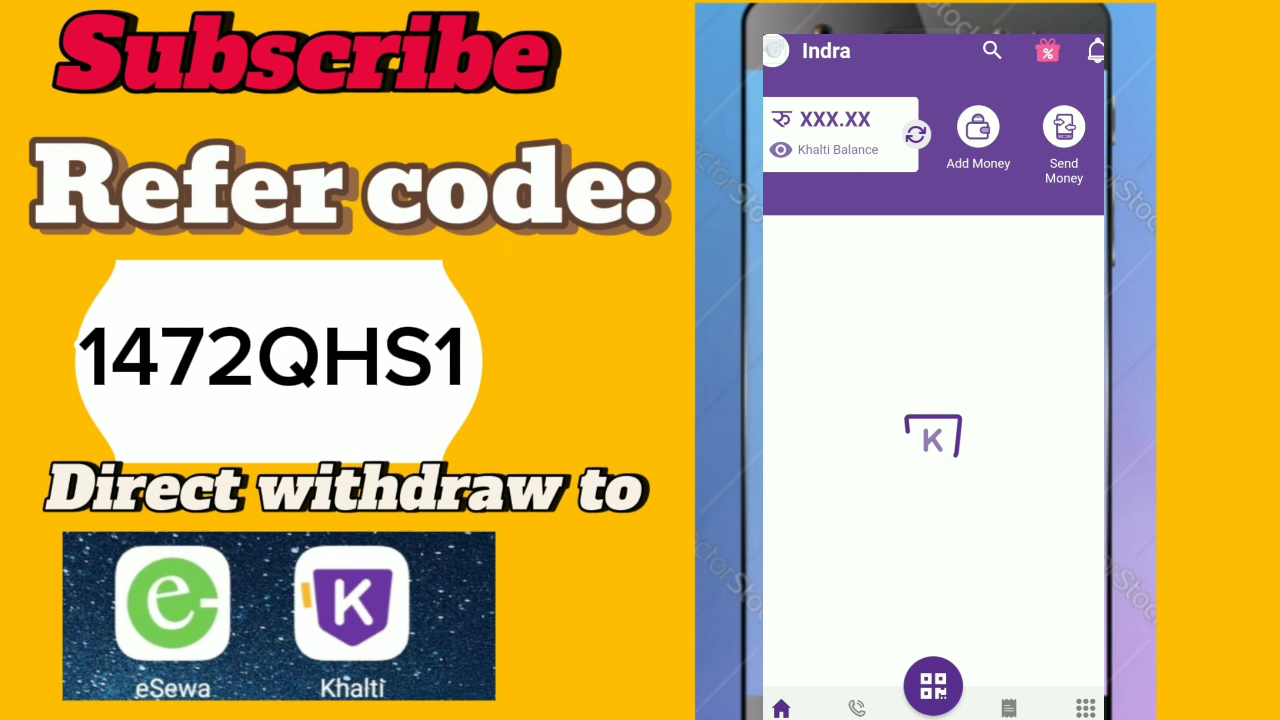 Subscribe
Refer code:
1472QHS1
Direct withdraw to
eSewa
Khalti
Indra
रु XXX.XX
Khalti Balance
Add Money
Send
Money